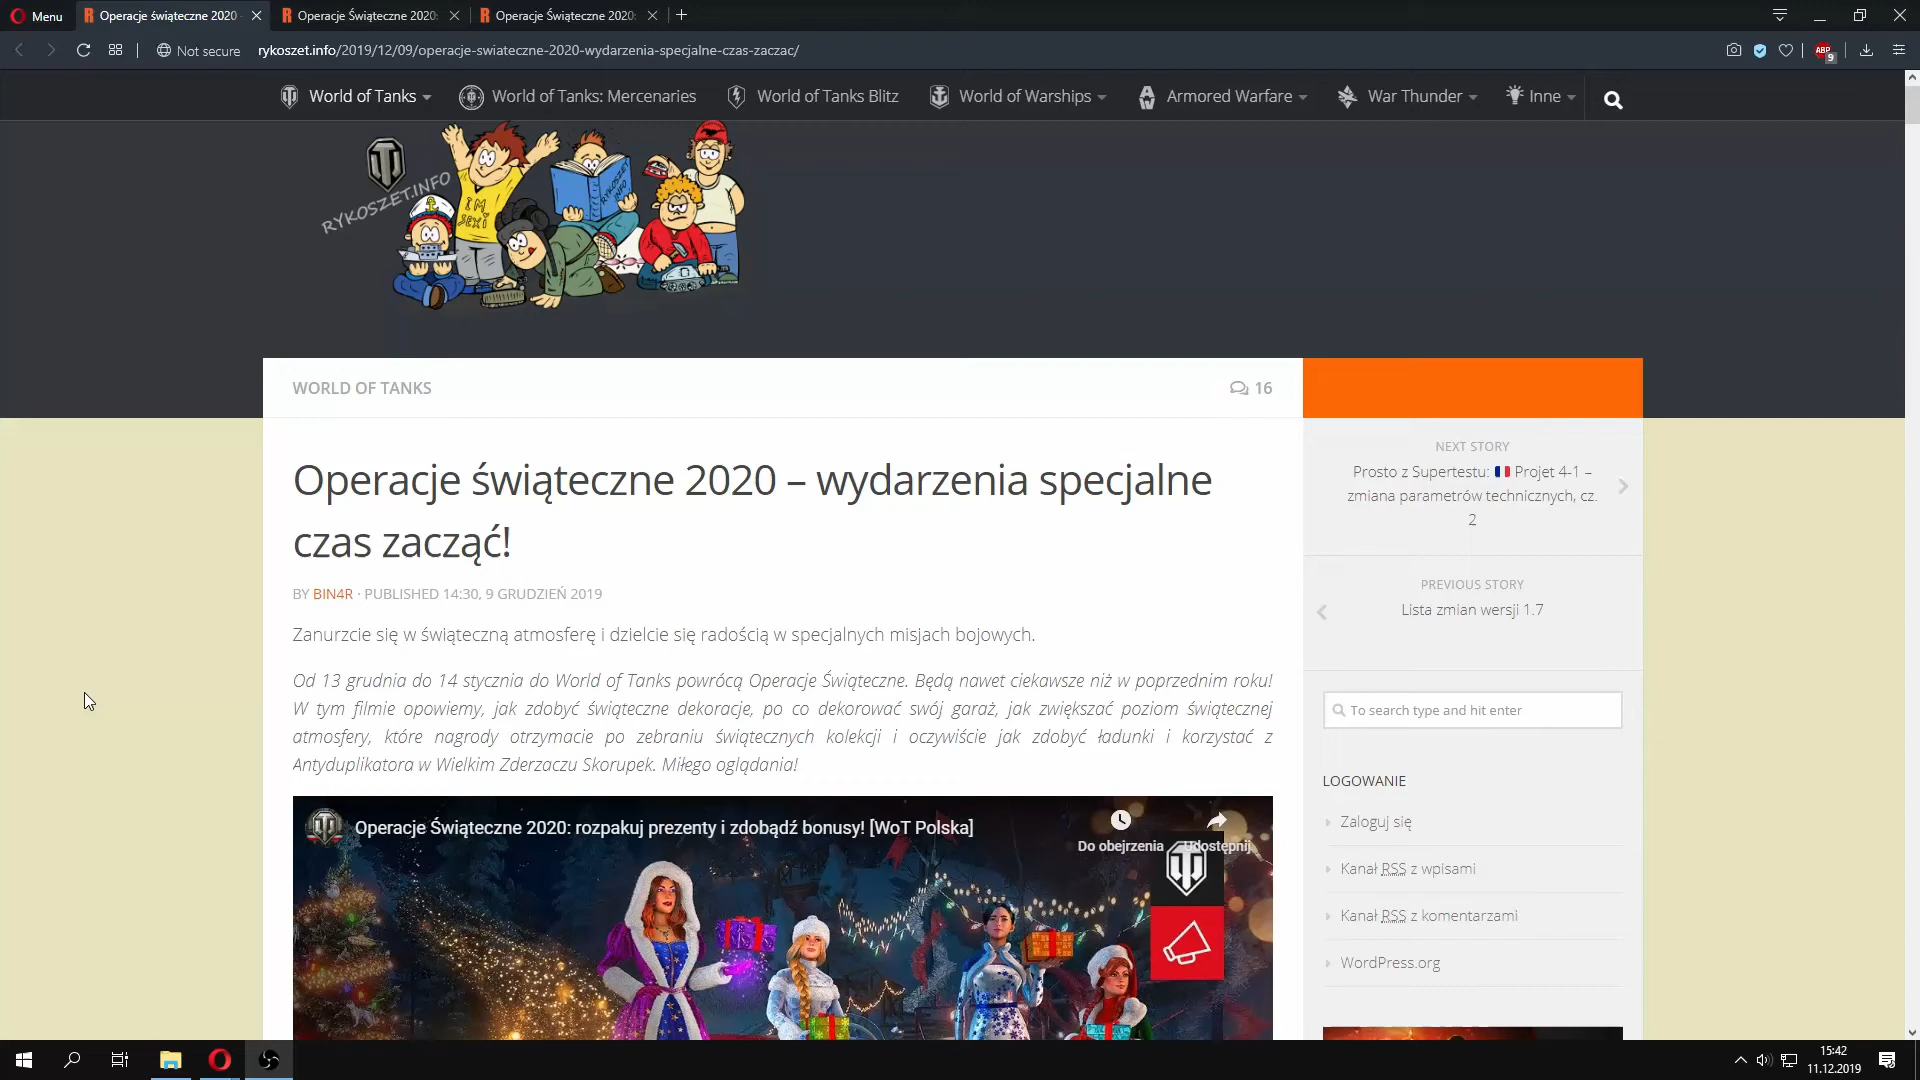 Menu
Operacje świąteczne 2020
Operacje Świąteczne 2020:
Operacje Świąteczne 2020:
Not secure
rykoszet.info/2019/12/09/operacje-swiateczne-2020-wydarzenia-specjalne-czas-zaczac/
ABP
9
World of Tanks
World of Tanks: Mercenaries
World of Tanks Blitz
World of Warships
Armored Warfare
War Thunder
Inne
RYKOSZET.INFO
I'M
SEXI
RYKOSZET
INFO
WORLD OF TANKS
16
Operacje świąteczne 2020 – wydarzenia specjalne
czas zacząć!
BY BIN4R · PUBLISHED 14:30, 9 GRUDZIEŃ 2019
Zanurzcie się w świąteczną atmosferę i dzielcie się radością w specjalnych misjach bojowych.
Od 13 grudnia do 14 stycznia do World of Tanks powrócą Operacje Świąteczne. Będą nawet ciekawsze niż w poprzednim roku!
W tym filmie opowiemy, jak zdobyć świąteczne dekoracje, po co dekorować swój garaż, jak zwiększać poziom świątecznej
atmosfery, które nagrody otrzymacie po zebraniu świątecznych kolekcji i oczywiście jak zdobyć ładunki i korzystać z
Antyduplikatora w Wielkim Zderzaczu Skorupek. Miłego oglądania!
Operacje Świąteczne 2020: rozpakuj prezenty i zdobądź bonusy! [WoT Polska]
Do obejrzenia
Udostępnij
NEXT STORY
Prosto z Supertestu: Projet 4-1 –
zmiana parametrów technicznych, cz.
2
PREVIOUS STORY
Lista zmian wersji 1.7
To search type and hit enter
LOGOWANIE
Zaloguj się
Kanał RSS z wpisami
Kanał RSS z komentarzami
WordPress.org
15:42
11.12.2019